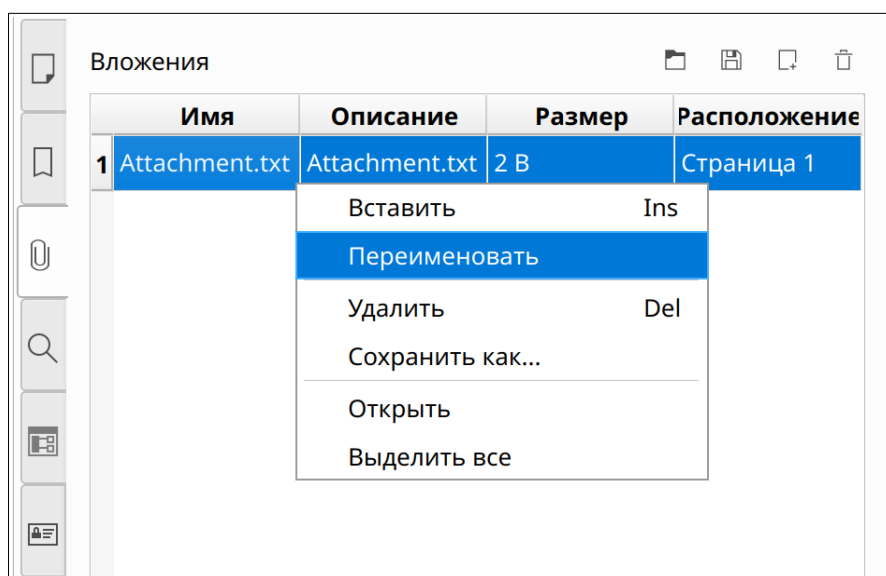 Вложения
Имя Описание Размер Расположение
1 Attachment.txt Attachment.txt 2 B Страница 1
Вставить Ins
Переименовать
Удалить Del
Сохранить как...
Открыть
Выделить все